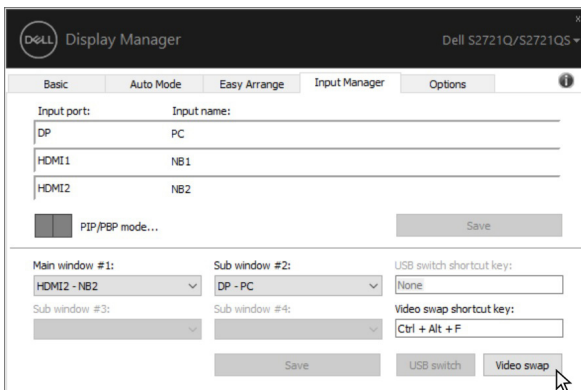 DELL Display Manager
Dell S2721Q/S2721QS
Basic Auto Mode Easy Arrange Input Manager Options
Input port: Input name:
DP PC
HDMI1 NB1
HDMI2 NB2
PIP/PBP mode... Save
Main window #1: Sub window #2: USB switch shortcut key:
HDMI2 - NB2 DP - PC None
Sub window #3: Sub window #4: Video swap shortcut key:
Ctrl + Alt + F
Save USB switch Video swap